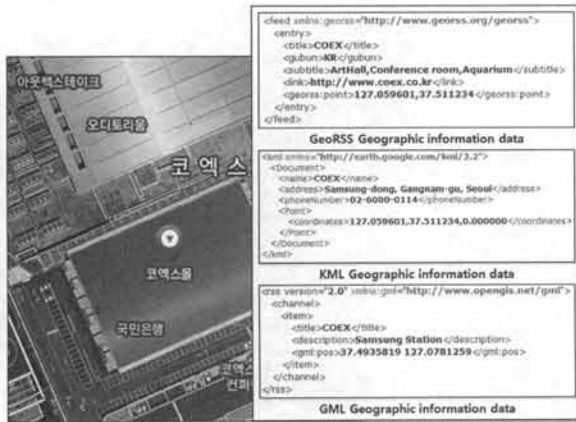 아웃백스테이크
오디토리움
코엑스
코엑스몰
국민은행
코엑스
컨퍼
<feed xmlns:georss="http://www.georss.org/georss">
<entry>
<title>COEX</title>
<gubun>KR</gubun>
<subtitle>ArtHall,Conference room,Aquarium</subtitle>
<link>http://www.coex.co.kr</link>
<georss:point>127.059601,37.511234</georss:point>
</entry>
</feed>
GeoRSS Geographic information data
<kml xmlns="http://earth.google.com/kml/2.2">
<Document>
<name>COEX</name>
<address>Samsung-dong, Gangnam-gu, Seoul</address>
<phoneNumber>02-6000-0114</phoneNumber>
<Point>
<coordinates>127.059601,37.511234,0.000000</coordinates>
</Point>
</Document>
</kml>
KML Geographic information data
<rss version="2.0" xmlns:gml="http://www.opengis.net/gml">
<channel>
<item>
<title>COEX</title>
<description>Samsung Station</description>
<gml:pos>37.4935819 127.0781259</gml:pos>
</item>
</channel>
</rss>
GML Geographic information data